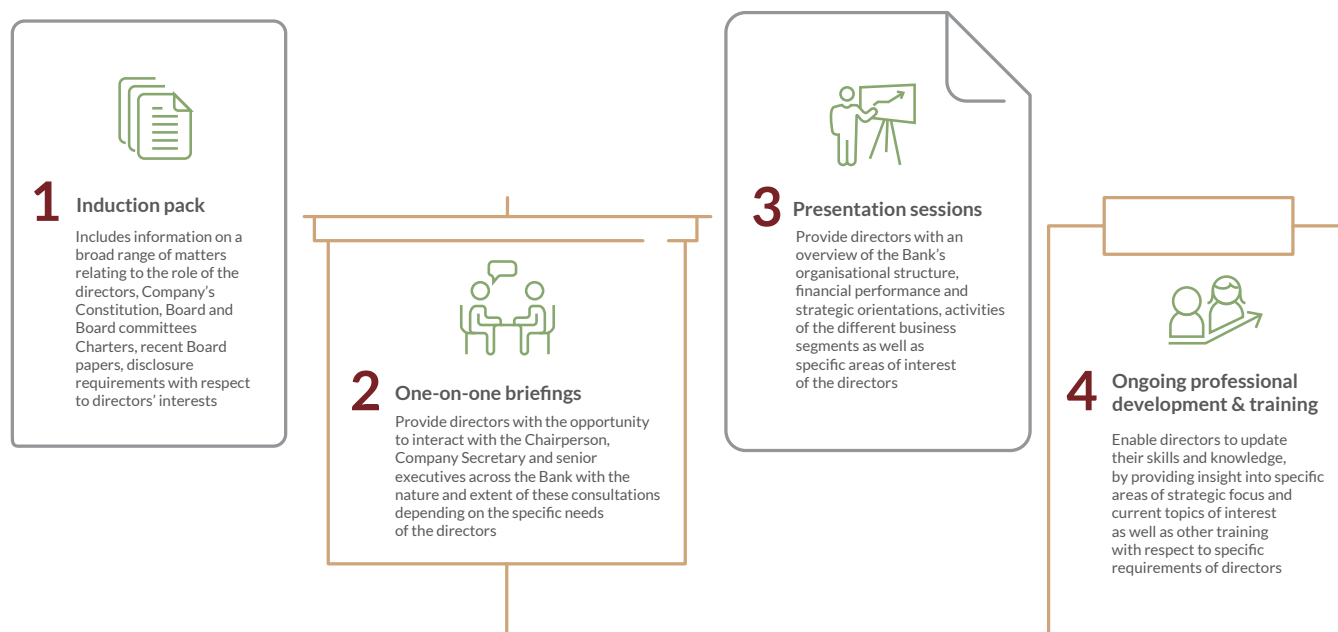 1
Induction pack
Includes information on a
broad range of matters
relating to the role of the
directors, Company's
Constitution, Board and
Board committees
Charters, recent Board
papers, disclosure
requirements with respect
to directors' interests
2
One-on-one briefings
Provide directors with the opportunity
to interact with the Chairperson,
Company Secretary and senior
executives across the Bank with the
nature and extent of these consultations
depending on the specific needs
of the directors
3
Presentation sessions
Provide directors with an
overview of the Bank's
organisational structure,
financial performance and
strategic orientations, activities
of the different business
segments as well as
specific areas of interest
of the directors
4
Ongoing professional
development & training
Enable directors to update
their skills and knowledge,
by providing insight into specific
areas of strategic focus and
current topics of interest
as well as other training
with respect to specific
requirements of directors